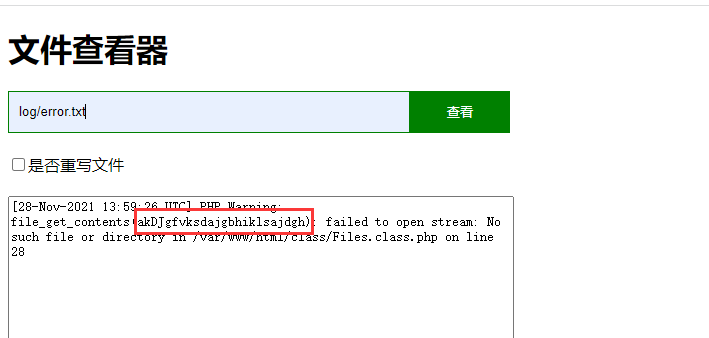 文件查看器
log/error.txt 查看
是否重写文件
[28-Nov-2021 13:59:26 UTC] PHP Warning:
file_get_contents(akDJgfvksdajgbhiklsajdgh): failed to open stream: No
such file or directory in /var/www/html/class/Files.class.php on line
28